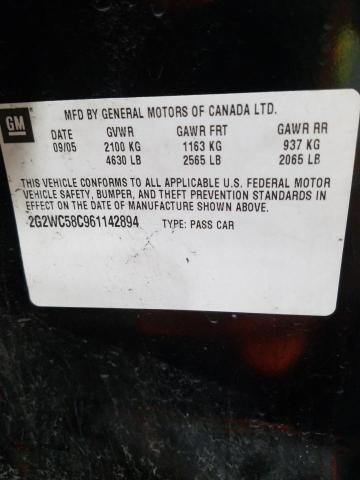 GM
MFD BY GENERAL MOTORS OF CANADA LTD.
DATE GVWR GAWR FRT GAWR RR
09/05 2100 KG 1163 KG 937 KG
4630 LB 2565 LB 2065 LB
THIS VEHICLE CONFORMS TO ALL APPLICABLE U.S. FEDERAL MOTOR
VEHICLE SAFETY, BUMPER, AND THEFT PREVENTION STANDARDS IN
EFFECT ON THE DATE OF MANUFACTURE SHOWN ABOVE.
2G2WC58C961142894 TYPE: PASS CAR